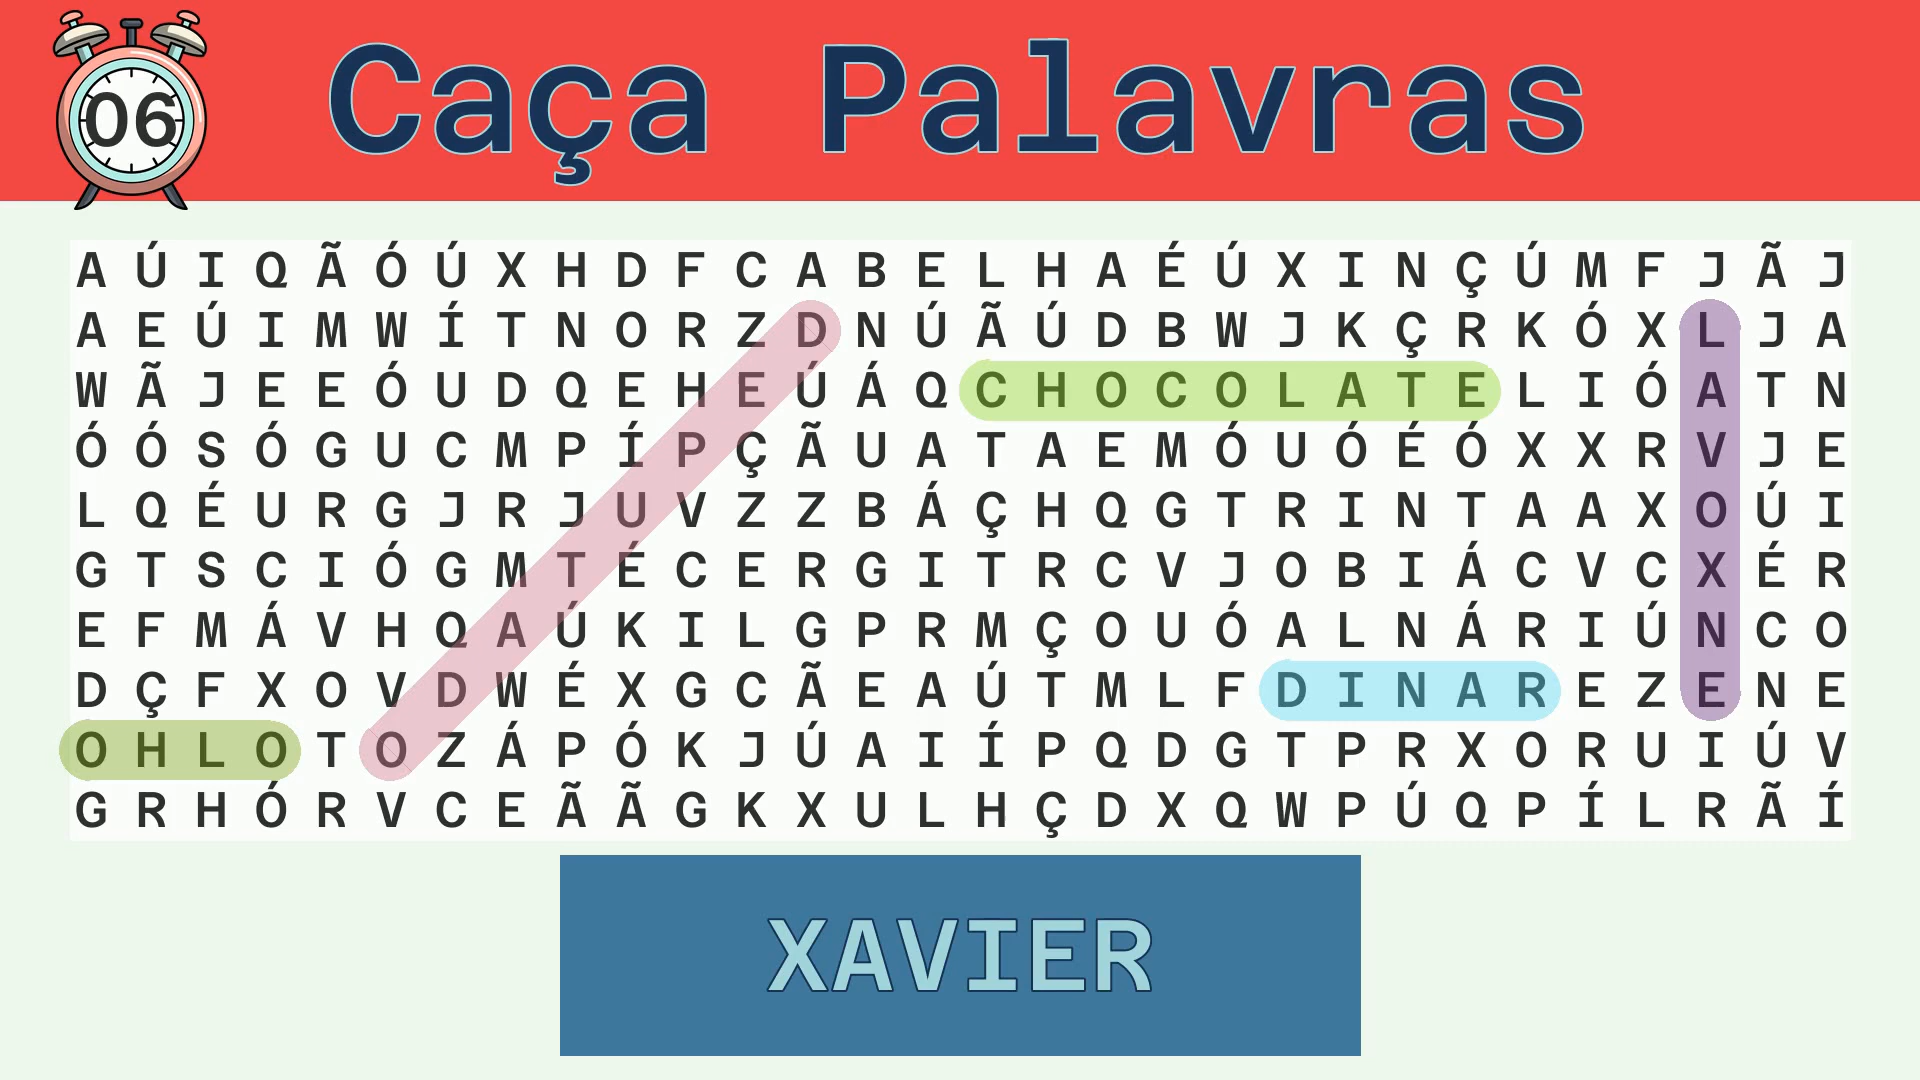 06
Caça Palavras
A Ú I Q Ã Ó Ú X H D F C A B E L H A É Ú X I N Ç Ú M F J Ã J
A E Ú I M W Í T N O R Z D N Ú Ã Ú D B W J K Ç R K Ó X L J A
W Ã J E E Ó U D Q E H E Ú Á Q C H O C O L A T E L I Ó A T N
Ó Ó S Ó G U C M P Í P Ç Ã U A T A E M Ó U Ó É Ó X X R V J E
L Q É U R G J R J U V Z Z B Á Ç H Q G T R I N T A A X O Ú I
G T S C I Ó G M T É C E R G I T R C V J O B I Á C V C X É R
E F M Á V H Q A Ú K I L G P R M Ç O U Ó A L N Á R I Ú N C O
D Ç F X O V D W É X G C Ã E A Ú T M L F D I N A R E Z E N E
O H L O T O Z Á P Ó K J Ú A I Í P Q D G T P R X O R U I Ú V
G R H Ó R V C E Ã Ã G K X U L H Ç D X Q W P Ú Q P Í L R Ã Í
XAVIER